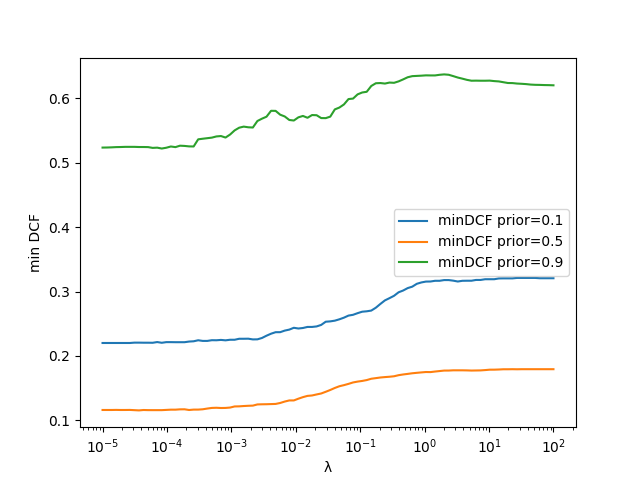 min DCF
0.6
0.5
0.4
0.3
0.2
0.1
minDCF prior=0.1
minDCF prior=0.5
minDCF prior=0.9
10⁻⁵ 10⁻⁴ 10⁻³ 10⁻² 10⁻¹ 10⁰ 10¹ 10²
λ